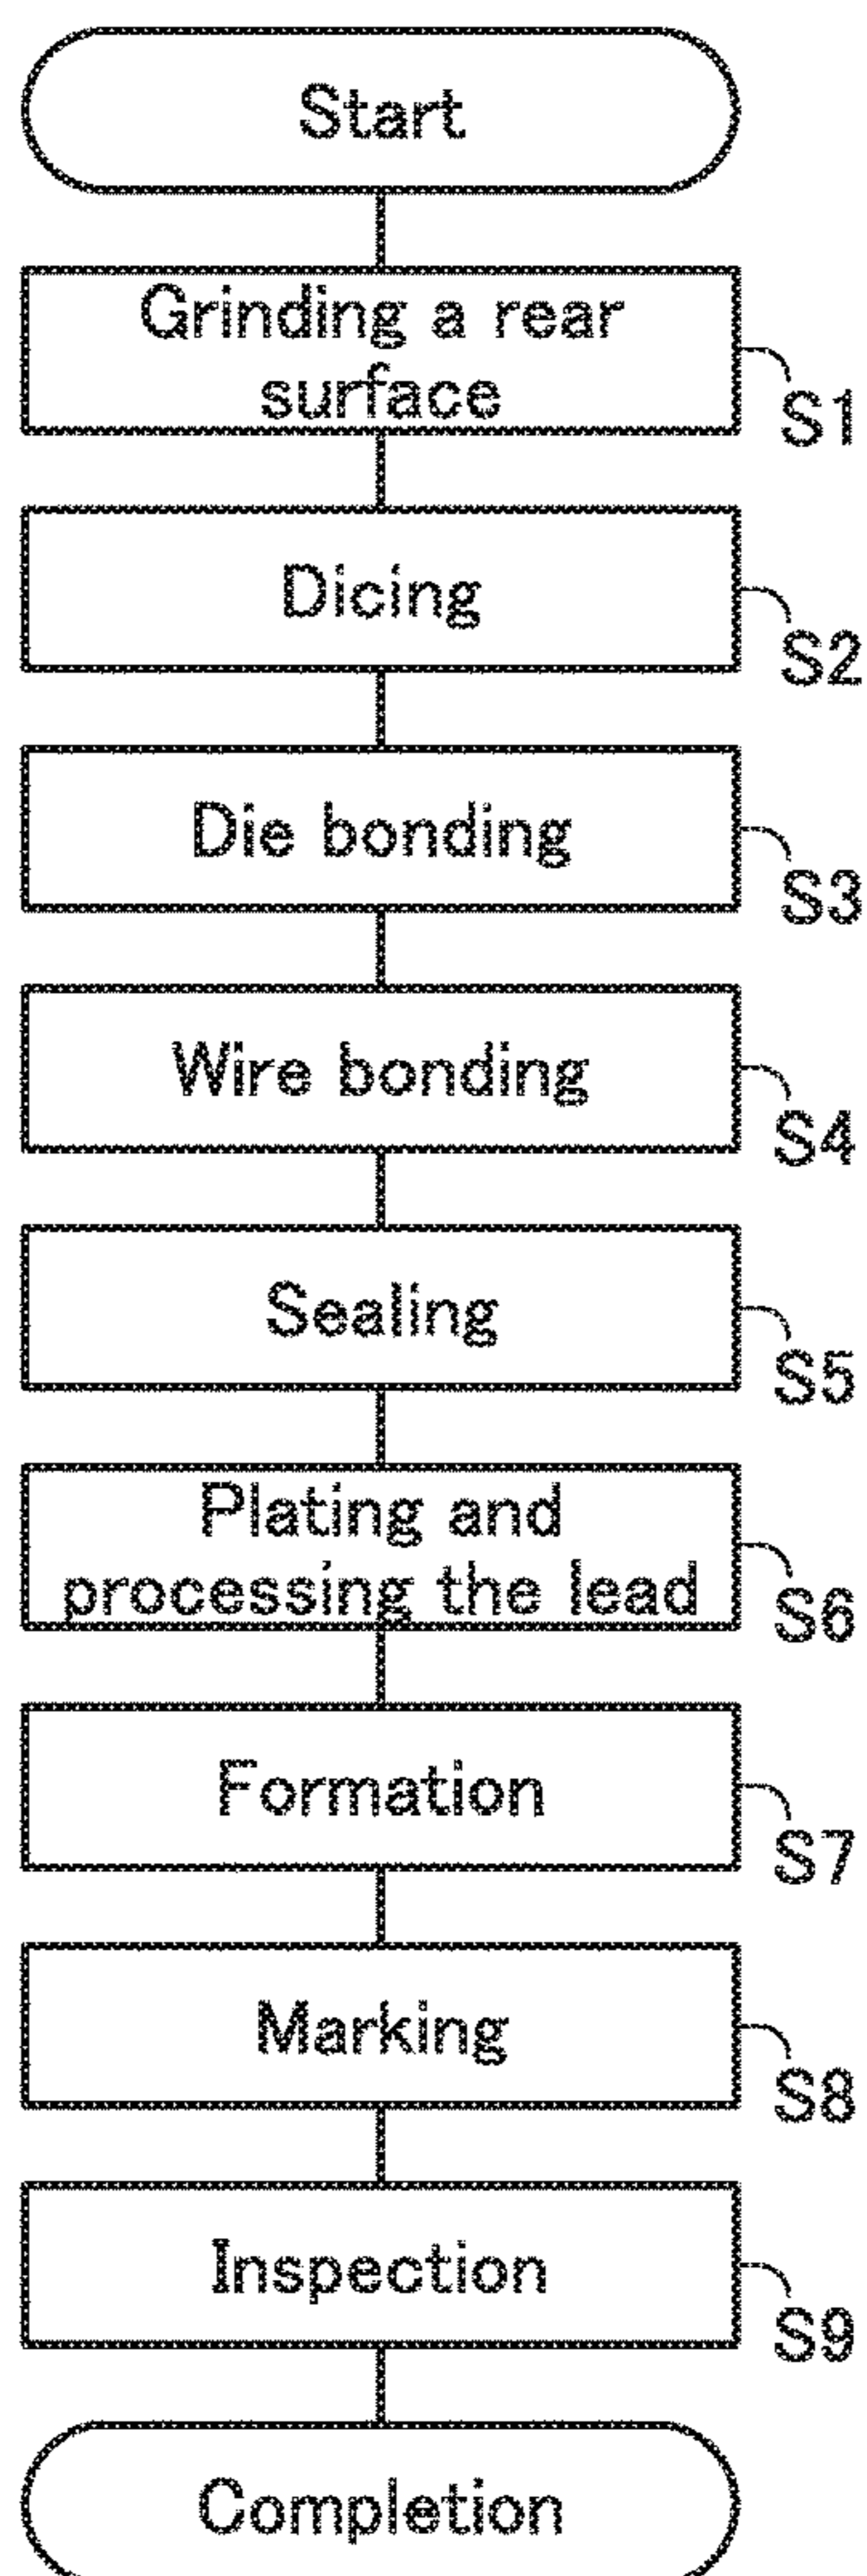 Start
Grinding a rear
surface
S1
Dicing
S2
Die bonding
S3
Wire bonding
S4
Sealing
S5
Plating and
processing the lead
S6
Formation
S7
Marking
S8
Inspection
S9
Completion